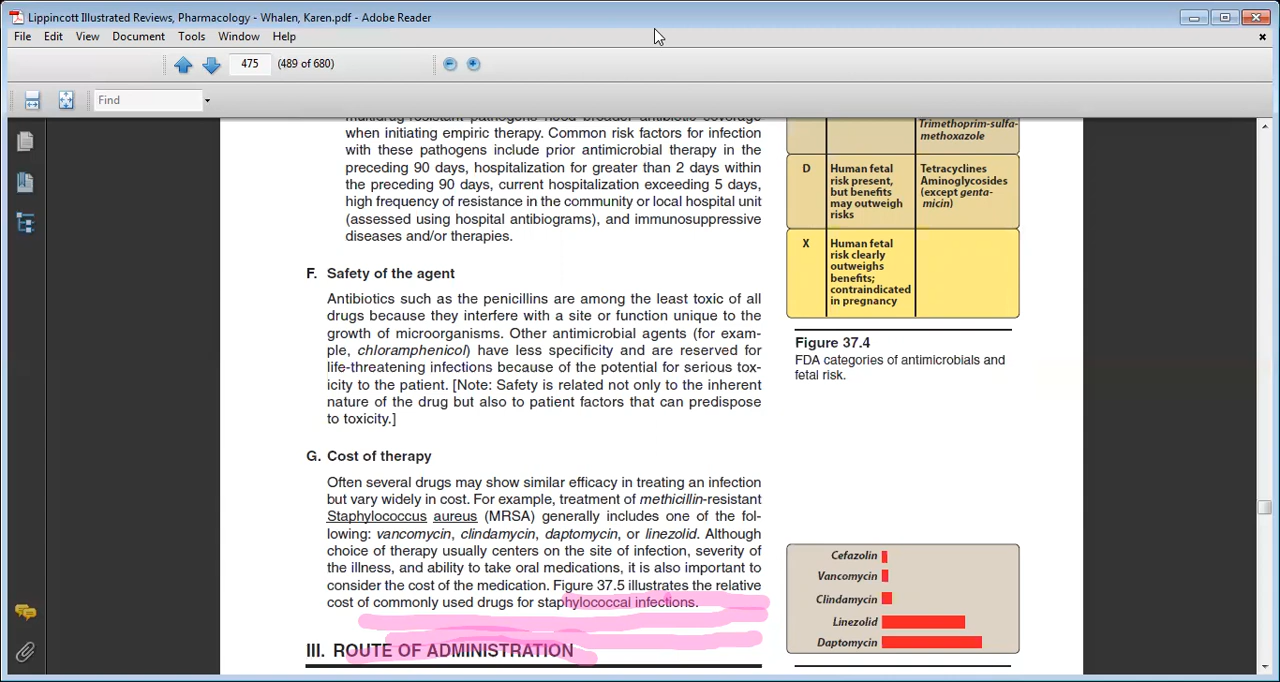 Lippincott Illustrated Reviews, Pharmacology - Whalen, Karen.pdf - Adobe Reader
File Edit View Document Tools Window Help
475 (489 of 680)
Find
multidrug-resistant pathogens need broader antibiotic coverage
when initiating empiric therapy. Common risk factors for infection
with these pathogens include prior antimicrobial therapy in the
preceding 90 days, hospitalization for greater than 2 days within
the preceding 90 days, current hospitalization exceeding 5 days,
high frequency of resistance in the community or local hospital unit
(assessed using hospital antibiograms), and immunosuppressive
diseases and/or therapies.
F. Safety of the agent
Antibiotics such as the penicillins are among the least toxic of all
drugs because they interfere with a site or function unique to the
growth of microorganisms. Other antimicrobial agents (for exam-
ple, chloramphenicol) have less specificity and are reserved for
life-threatening infections because of the potential for serious tox-
icity to the patient. [Note: Safety is related not only to the inherent
nature of the drug but also to patient factors that can predispose
to toxicity.]
G. Cost of therapy
Often several drugs may show similar efficacy in treating an infection
but vary widely in cost. For example, treatment of methicillin-resistant
Staphylococcus aureus (MRSA) generally includes one of the fol-
lowing: vancomycin, clindamycin, daptomycin, or linezolid. Although
choice of therapy usually centers on the site of infection, severity of
the illness, and ability to take oral medications, it is also important to
consider the cost of the medication. Figure 37.5 illustrates the relative
cost of commonly used drugs for staphylococcal infections.
III. ROUTE OF ADMINISTRATION
Trimethoprim-sulfa-
methoxazole
D
Human fetal
risk present,
but benefits
may outweigh
risks
Tetracyclines
Aminoglycosides
(except genta-
micin)
X
Human fetal
risk clearly
outweighs
benefits;
contraindicated
in pregnancy
Figure 37.4
FDA categories of antimicrobials and
fetal risk.
Cefazolin
Vancomycin
Clindamycin
Linezolid
Daptomycin